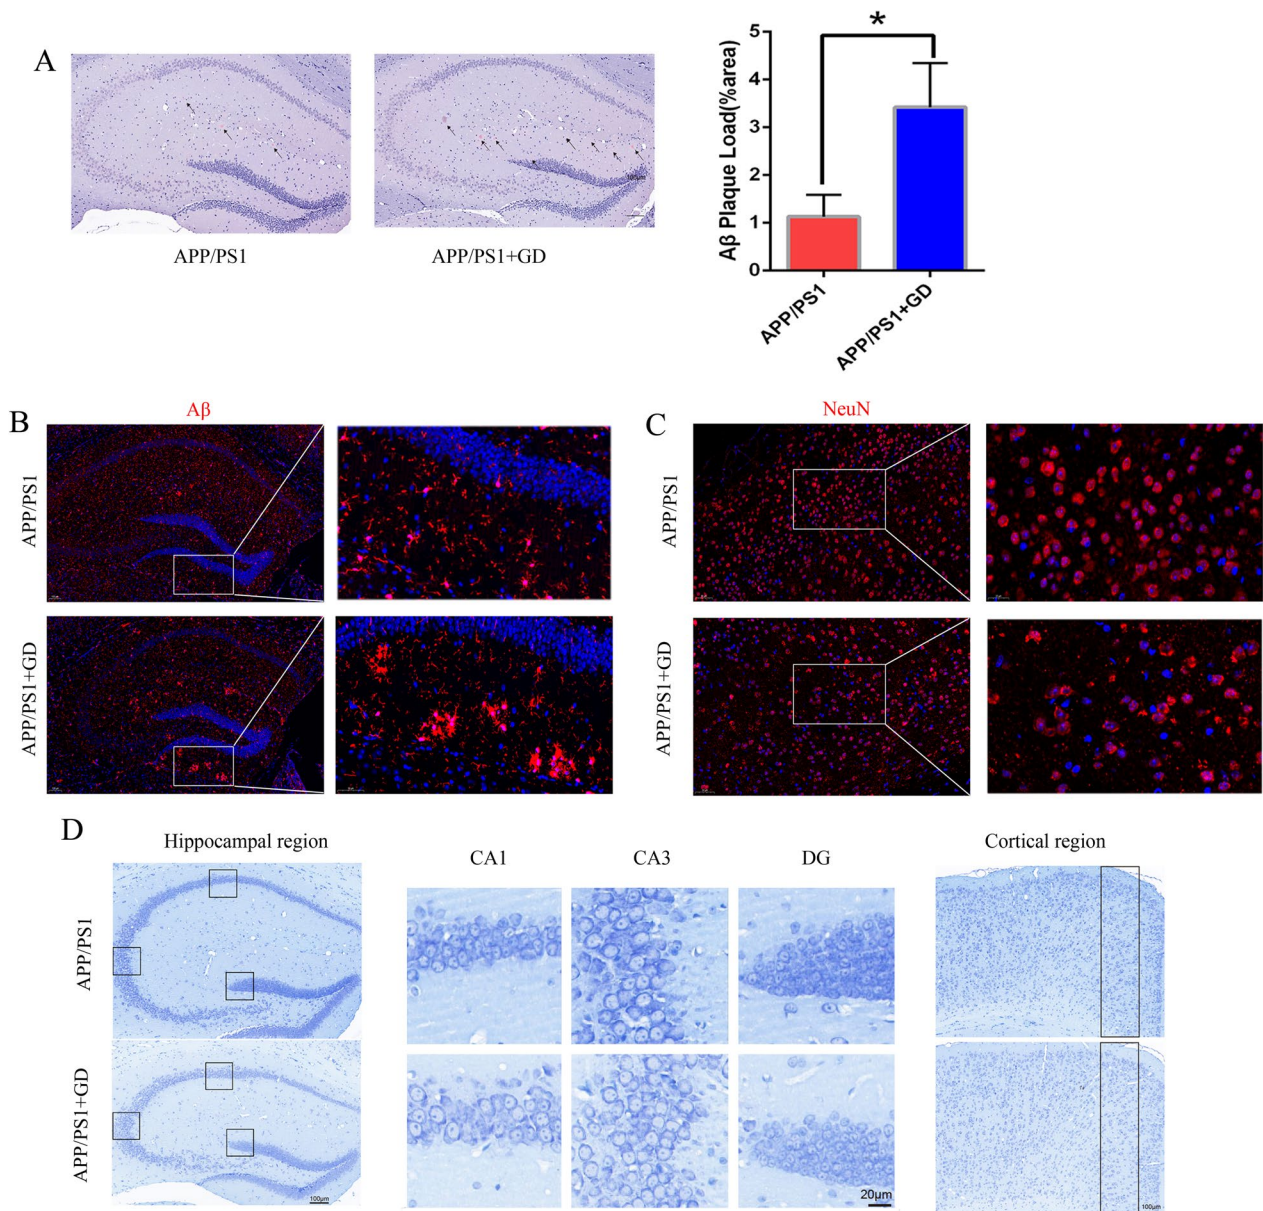 A
100μm
APP/PS1
APP/PS1+GD
Aβ Plaque Load(%area)
5
4
3
2
1
0
*
APP/PS1
APP/PS1+GD
B
Aβ
APP/PS1
APP/PS1+GD
C
NeuN
APP/PS1
APP/PS1+GD
D
Hippocampal region
CA1
CA3
DG
Cortical region
APP/PS1
APP/PS1+GD
100μm
20μm
100μm